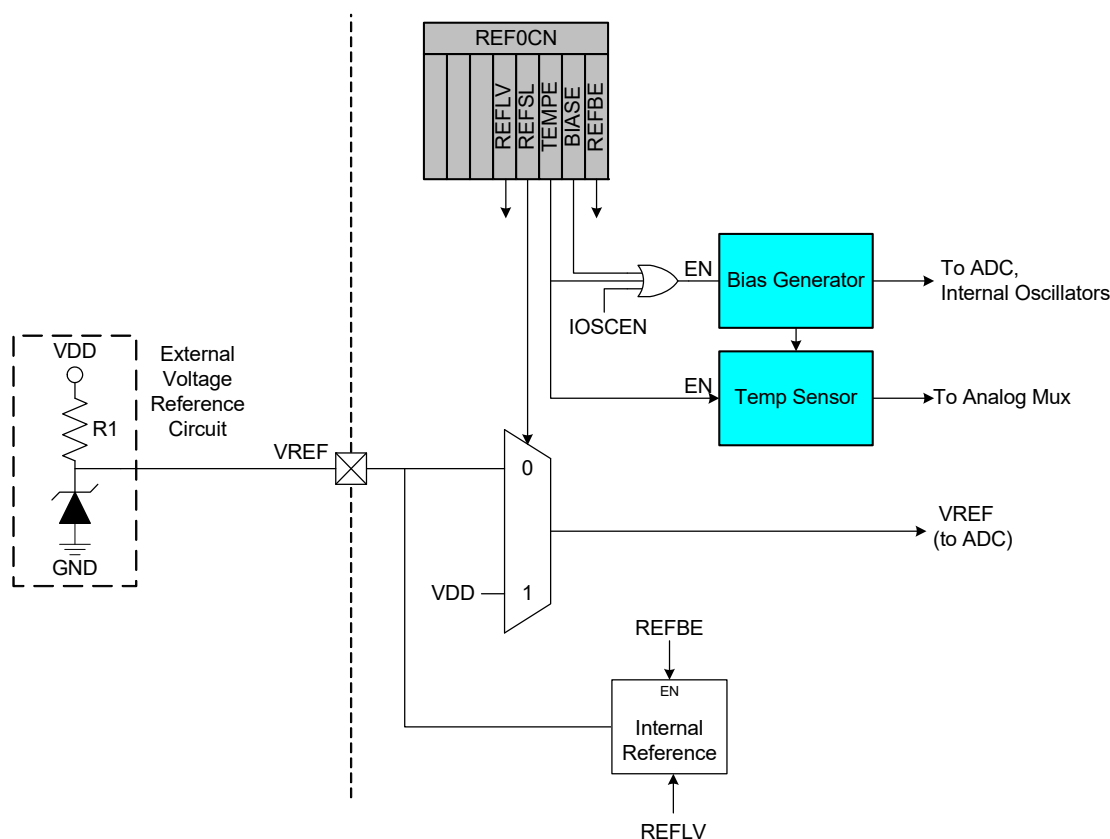 REF0CN
REFLV
REFSL
TEMPE
BIASE
REFBE
EN
Bias Generator
To ADC,
Internal Oscillators
IOSCEN
VDD
R1
GND
External
Voltage
Reference
Circuit
EN
Temp Sensor
To Analog Mux
VREF
0
1
VDD
VREF
(to ADC)
REFBE
EN
Internal
Reference
REFLV